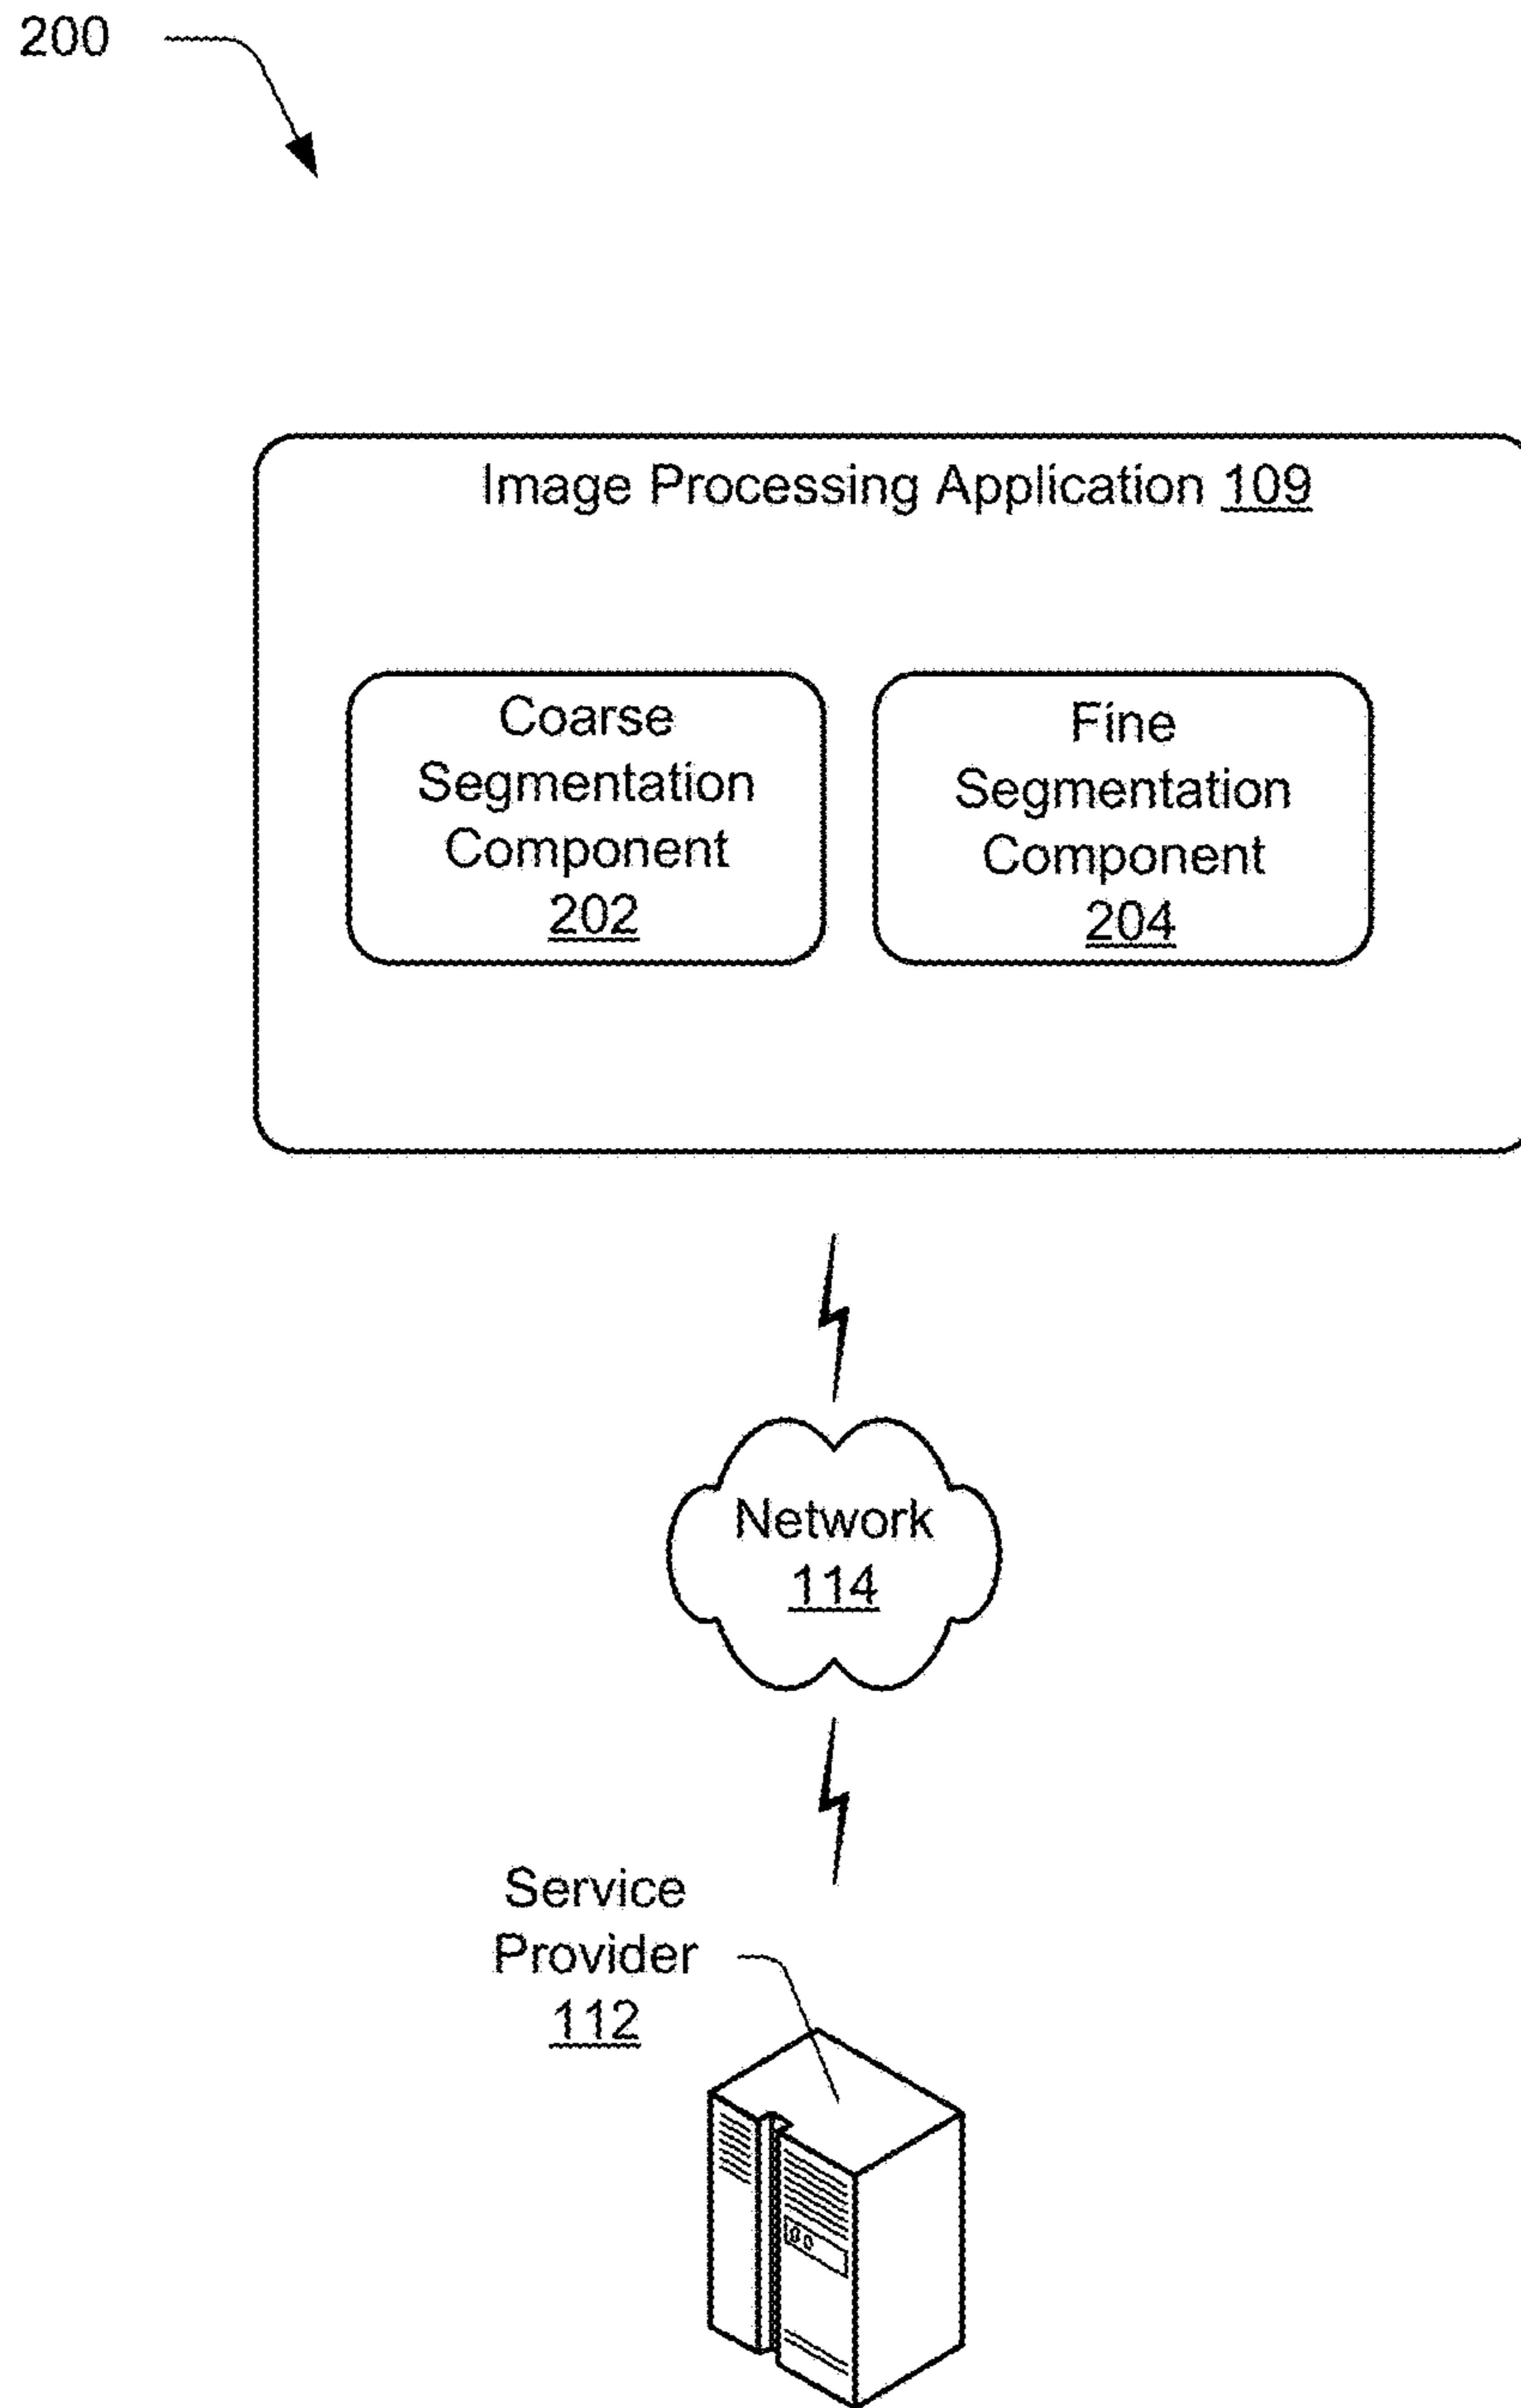 200
Image Processing Application 109
Coarse
Segmentation
Component
202
Fine
Segmentation
Component
204
Network
114
Service
Provider
112